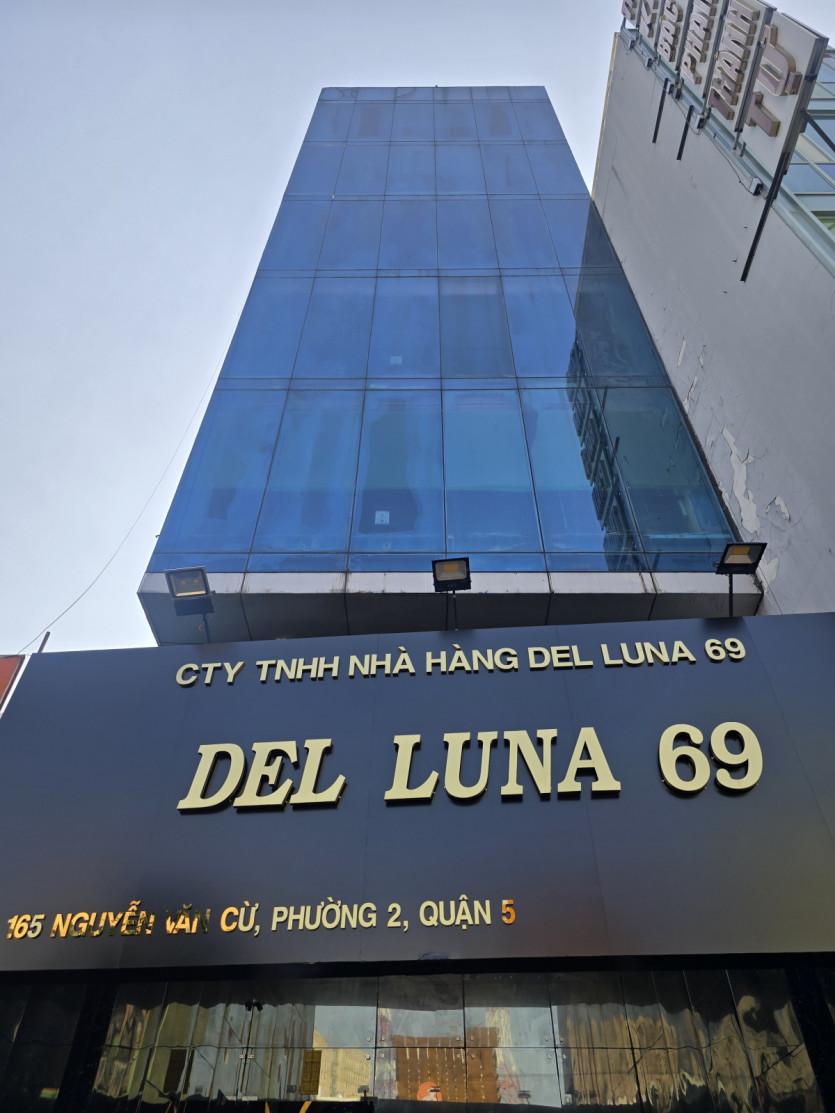 CTY TNHH NHÀ HÀNG DEL LUNA 69
DEL LUNA 69
165 NGUYỄN VĂN CỪ, PHƯỜNG 2, QUẬN 5